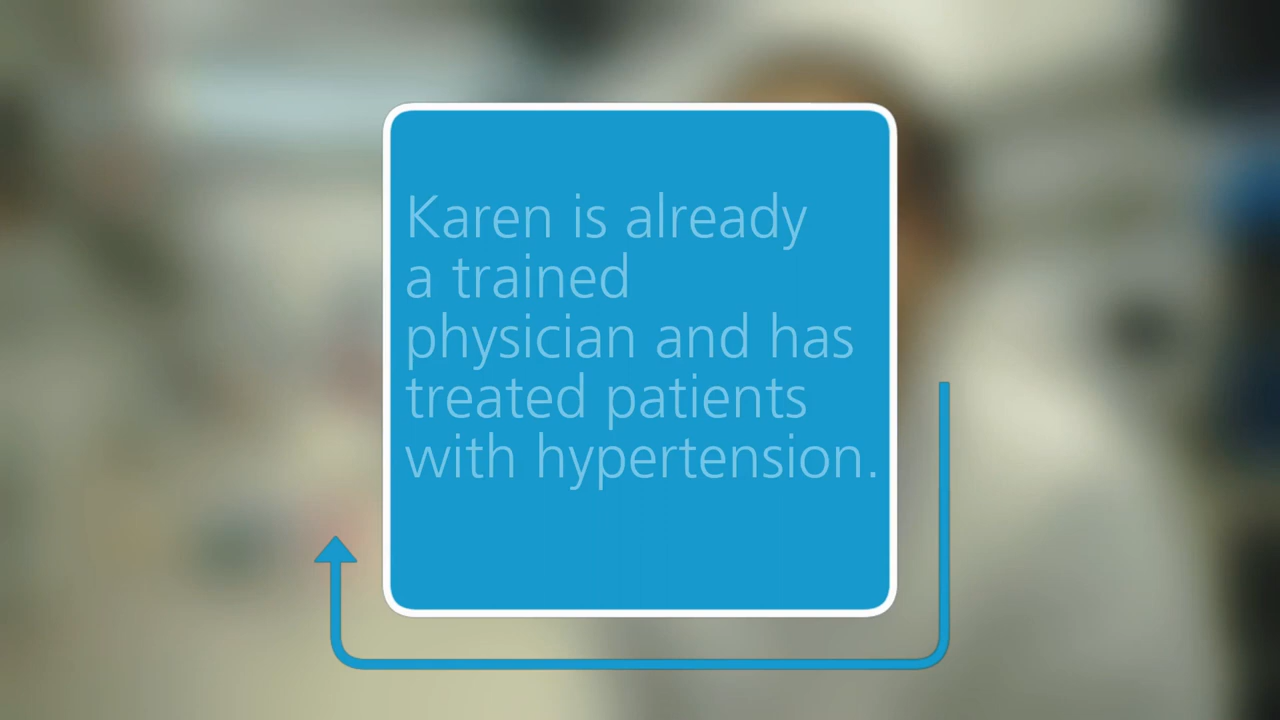 Karen is already
a trained
physician and has
treated patients
with hypertension.